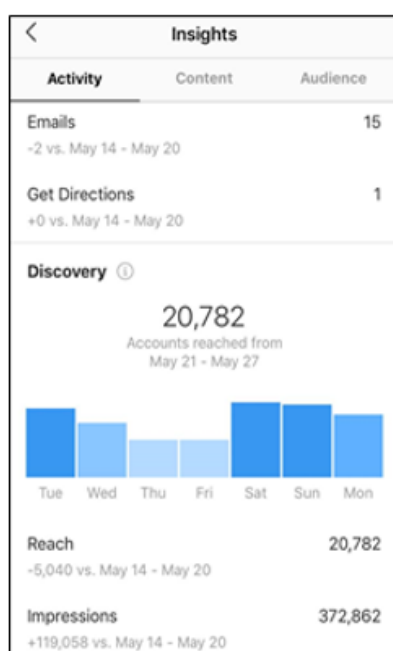 Insights
Activity Content Audience
Emails 15
-2 vs. May 14 - May 20
Get Directions 1
+0 vs. May 14 - May 20
Discovery
20,782
Accounts reached from
May 21 - May 27
Tue Wed Thu Fri Sat Sun Mon
Reach 20,782
-5,040 vs. May 14 - May 20
Impressions 372,862
+119,058 vs. May 14 - May 20